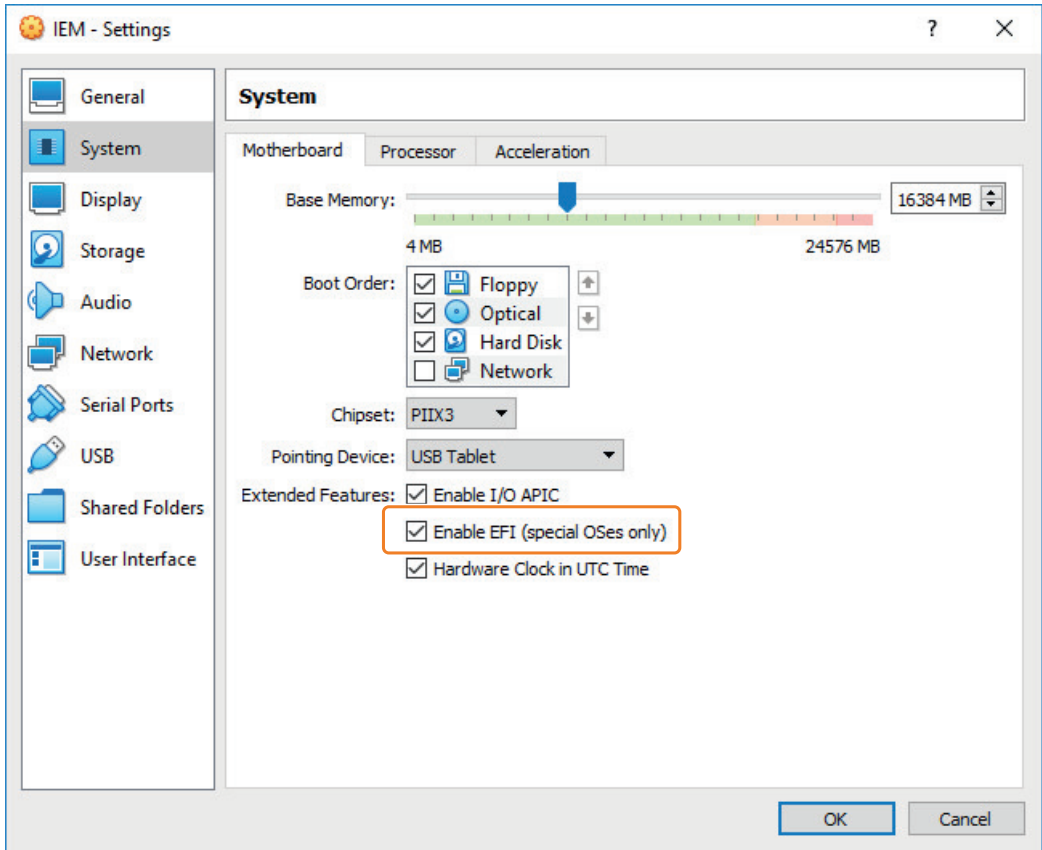 IEM - Settings
?
General
System
Display
Storage
Audio
Network
Serial Ports
USB
Shared Folders
User Interface
System
Motherboard Processor Acceleration
Base Memory: 16384 MB
4 MB 24576 MB
Boot Order: Floppy
Optical
Hard Disk
Network
Chipset: PIIX3
Pointing Device: USB Tablet
Extended Features: Enable I/O APIC
Enable EFI (special OSes only)
Hardware Clock in UTC Time
OK Cancel